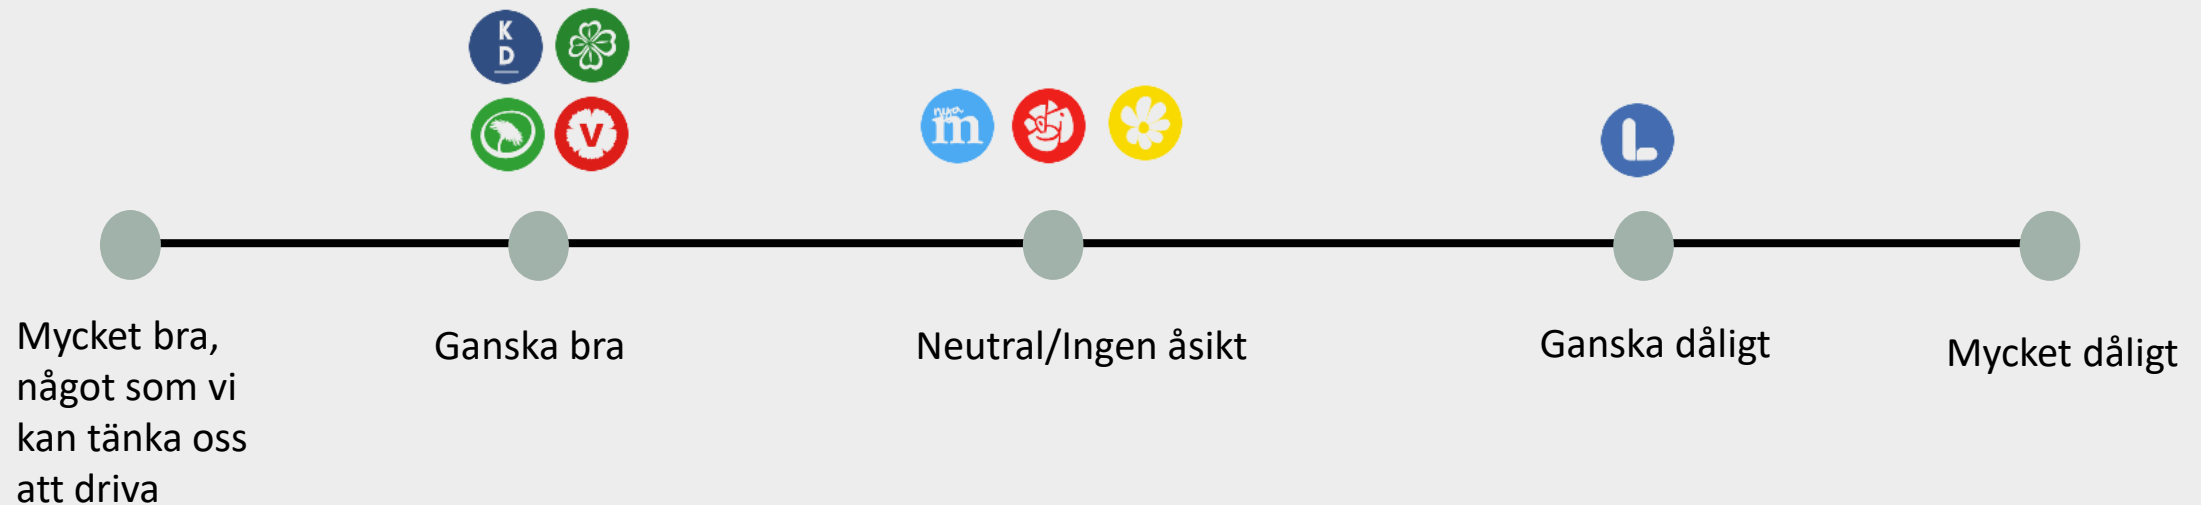 K
D
V
nya
m
L
Mycket bra,
något som vi
kan tänka oss
att driva
Ganska bra
Neutral/Ingen åsikt
Ganska dåligt
Mycket dåligt